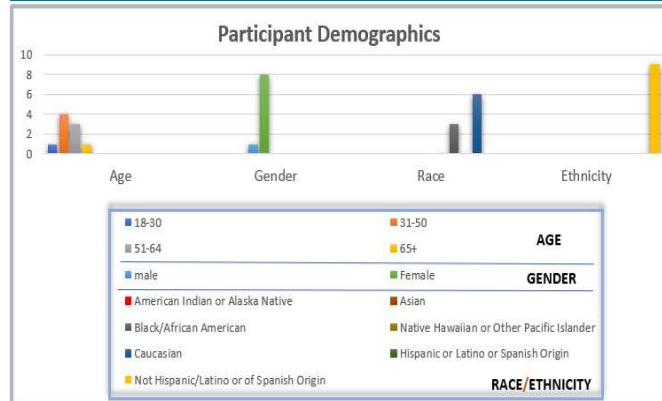 Participant Demographics
10
8
6
4
2
0
Age Gender Race Ethnicity
18-30 31-50
51-64 65+ AGE
male Female GENDER
American Indian or Alaska Native Asian
Black/African American Native Hawaiian or Other Pacific Islander
Caucasian Hispanic or Latino or Spanish Origin
Not Hispanic/Latino or of Spanish Origin RACE/ETHNICITY